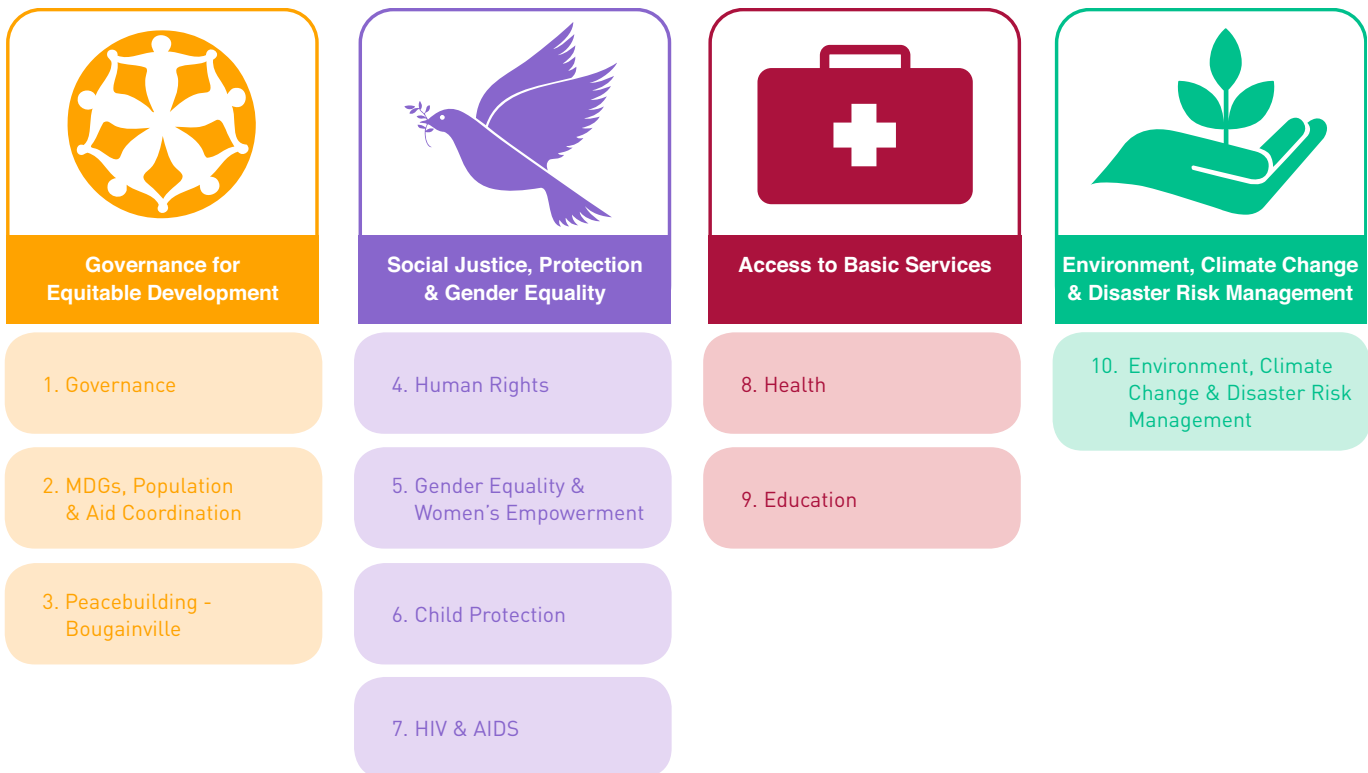 Governance for
Equitable Development
1. Governance
2. MDGs, Population
& Aid Coordination
3. Peacebuilding -
Bougainville
Social Justice, Protection
& Gender Equality
4. Human Rights
5. Gender Equality &
Women’s Empowerment
6. Child Protection
7. HIV & AIDS
Access to Basic Services
8. Health
9. Education
Environment, Climate Change
& Disaster Risk Management
10. Environment, Climate
Change & Disaster Risk
Management